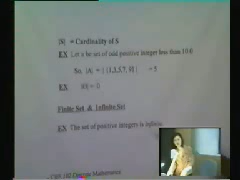 |S| = Cardinality of S
EX Let a be set of odd positive integer less than 10.0
So, |A| = | {1,3,5,7, 9} | = 5
EX |Ø| = 0
Finite Set & Infinite Set
EX The set of positive integers is infinite.